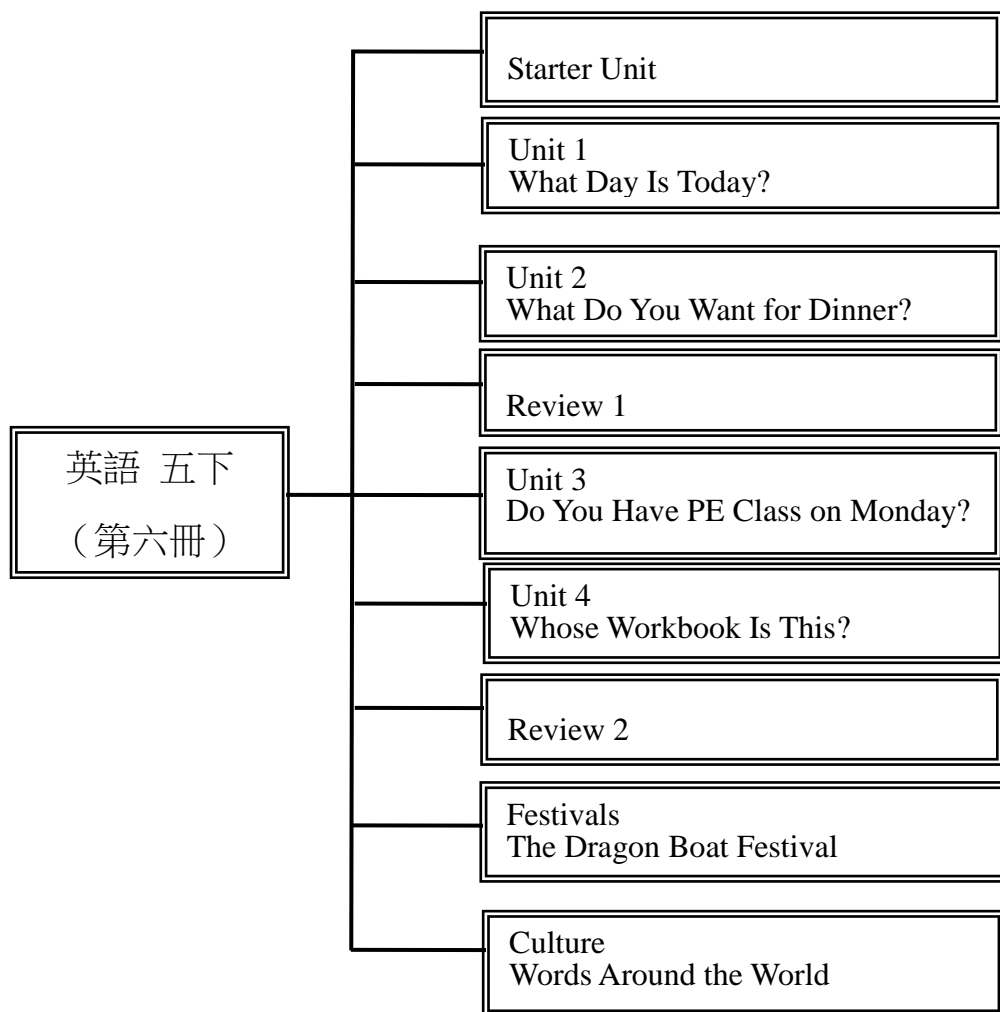 英語 五下
（第六冊）
Starter Unit
Unit 1
What Day Is Today?
Unit 2
What Do You Want for Dinner?
Review 1
Unit 3
Do You Have PE Class on Monday?
Unit 4
Whose Workbook Is This?
Review 2
Festivals
The Dragon Boat Festival
Culture
Words Around the World